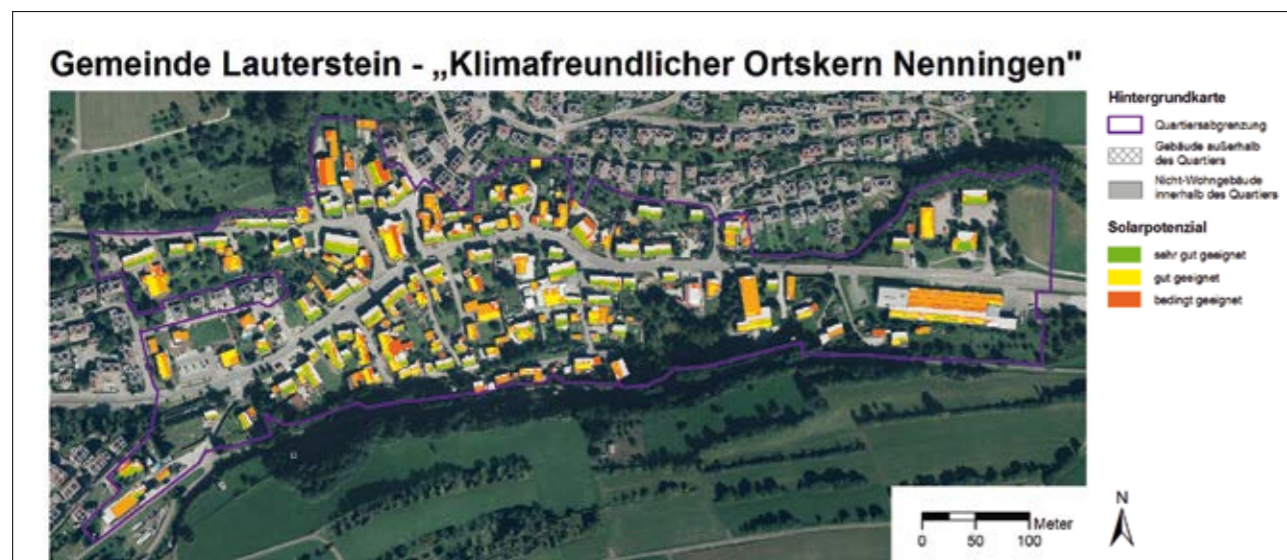 Gemeinde Lauterstein - „Klimafreundlicher Ortskern Nenningen"
Hintergrundkarte
Quartiersabgrenzung
Gebäude außerhalb
des Quartiers
Nicht-Wohngebäude
innerhalb des Quartiers
Solarpotenzial
sehr gut geeignet
gut geeignet
bedingt geeignet
N
Meter
0 50 100